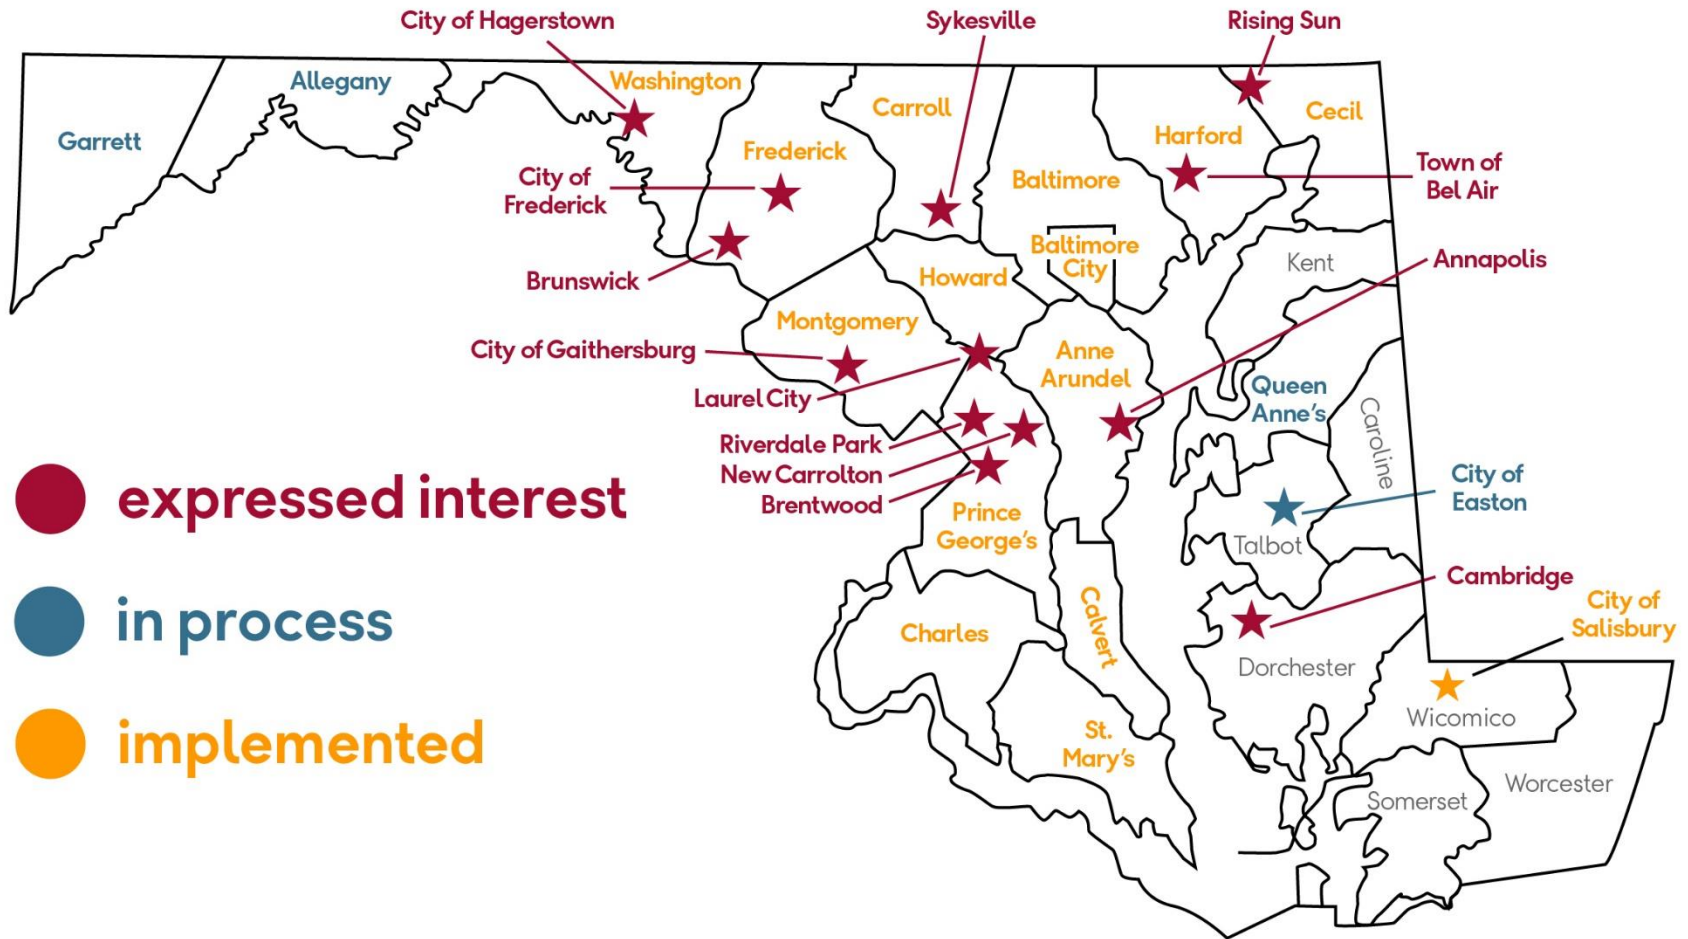 City of Hagerstown
Sykesville
Rising Sun
Allegany
Washington
Garrett
Carroll
Cecil
Frederick
Harford
City of
Frederick
Baltimore
Town of
Bel Air
Baltimore
City
Brunswick
Howard
Kent
Annapolis
Montgomery
City of Gaithersburg
Anne
Arundel
Laurel City
Queen
Anne's
Caroline
Riverdale Park
New Carrolton
Brentwood
City of
Easton
expressed interest
Prince
George's
Talbot
Cambridge
in process
Charles
Calvert
City of
Salisbury
Dorchester
Wicomico
implemented
St.
Mary's
Somerset
Worcester